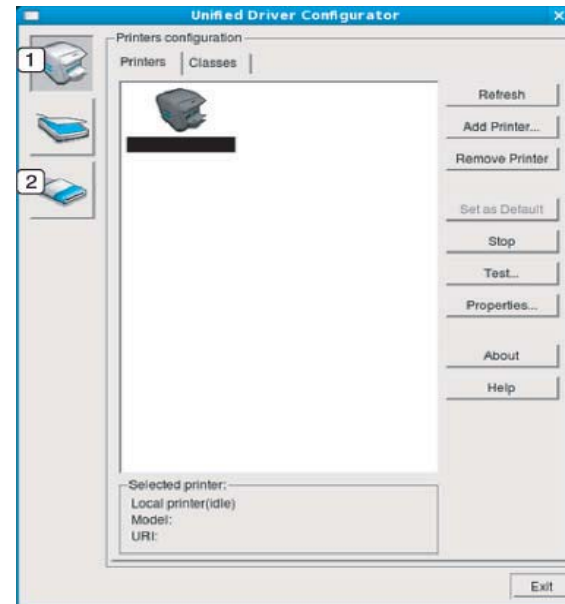 Unified Driver Configurator
1
2
Printers configuration
Printers
Classes
Refresh
Add Printer...
Remove Printer
Set as Default
Stop
Test...
Properties...
About
Help
Selected printer:
Local printer(idle)
Model:
URI:
Exit